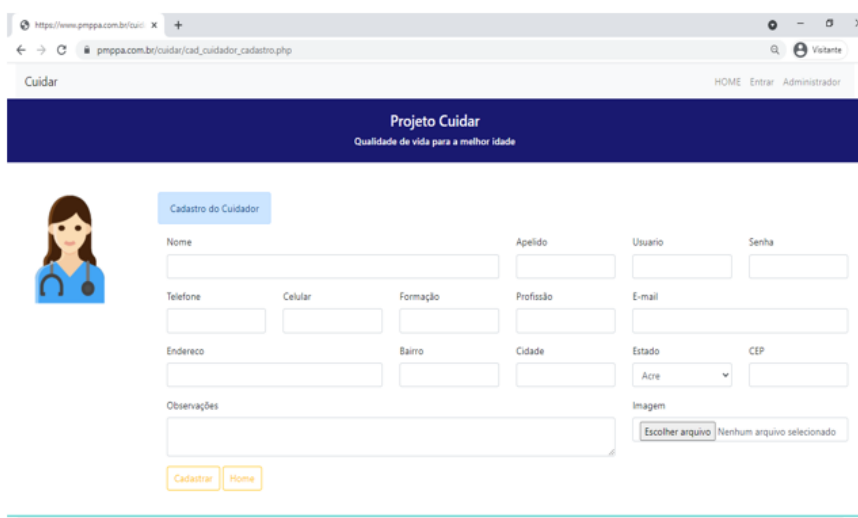 https://www.pmppa.com.br/cuid
pmppa.com.br/cuidar/cad_cuidador_cadastro.php
Visitante
Cuidar
HOME Entrar Administrador
Projeto Cuidar
Qualidade de vida para a melhor idade
Cadastro do Cuidador
Nome Apelido Usuario Senha
Telefone Celular Formação Profissão E-mail
Endereco Bairro Cidade Estado CEP
Acre
Observações Imagem
Escolher arquivo Nenhum arquivo selecionado
Cadastrar Home